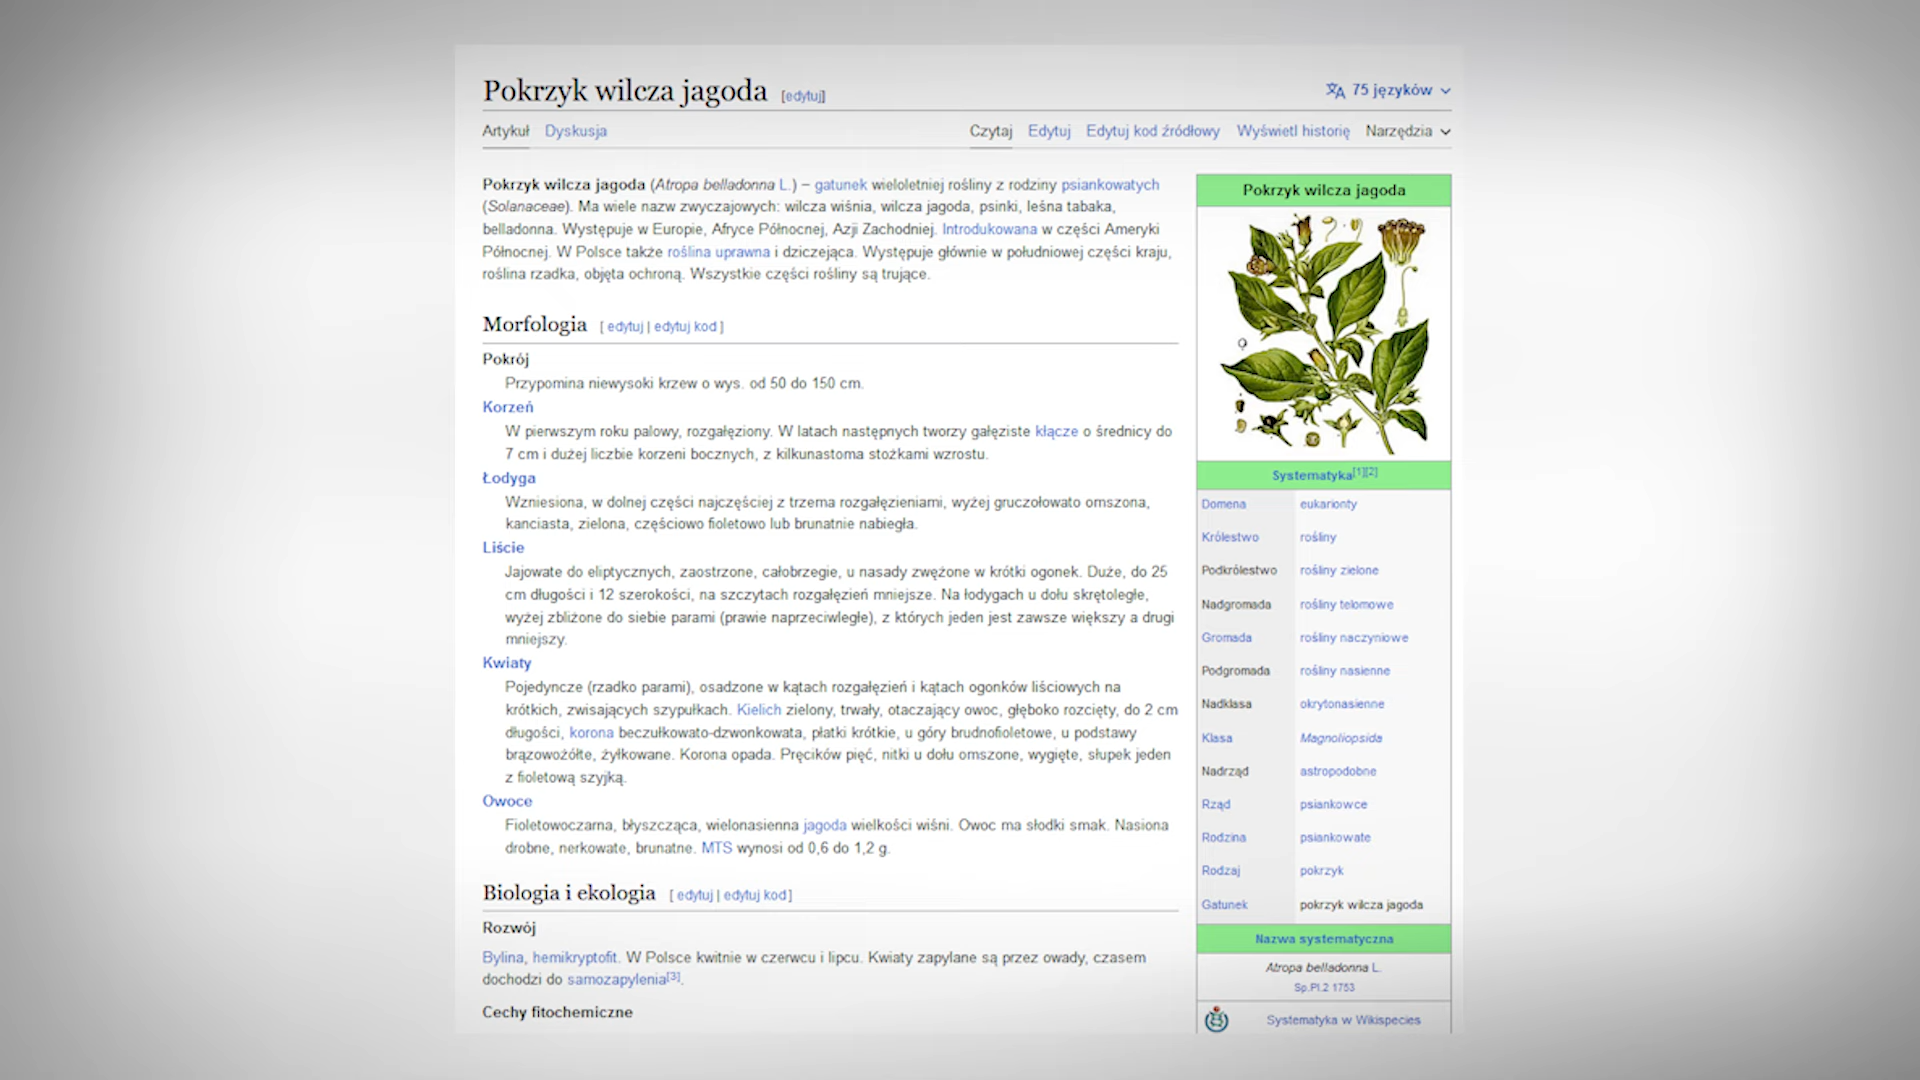 Pokrzyk wilcza jagoda [edytuj]
75 języków
Artykuł Dyskusja
Czytaj Edytuj Edytuj kod źródłowy Wyświetl historię Narzędzia
Pokrzyk wilcza jagoda (Atropa belladonna L.) – gatunek wieloletniej rośliny z rodziny psiankowatych
(Solanaceae). Ma wiele nazw zwyczajowych: wilcza wiśnia, wilcza jagoda, psinki, leśna tabaka,
belladonna. Występuje w Europie, Afryce Północnej, Azji Zachodniej. Introdukowana w części Ameryki
Północnej. W Polsce także roślina uprawna i dziczejąca. Występuje głównie w południowej części kraju,
roślina rzadka, objęta ochroną. Wszystkie części rośliny są trujące.
Morfologia [ edytuj | edytuj kod ]
Pokrój
Przypomina niewysoki krzew o wys. od 50 do 150 cm.
Korzeń
W pierwszym roku palowy, rozgałęziony. W latach następnych tworzy gałęziste kłącze o średnicy do
7 cm i dużej liczbie korzeni bocznych, z kilkunastoma stożkami wzrostu.
Łodyga
Wzniesiona, w dolnej części najczęściej z trzema rozgałęzieniami, wyżej gruczołowato omszona,
kanciasta, zielona, częściowo fioletowo lub brunatnie nabiegła.
Liście
Jajowate do eliptycznych, zaostrzone, całobrzegie, u nasady zwężone w krótki ogonek. Duże, do 25
cm długości i 12 szerokości, na szczytach rozgałęzień mniejsze. Na łodygach u dołu skrętoległe,
wyżej zbliżone do siebie parami (prawie naprzeciwległe), z których jeden jest zawsze większy a drugi
mniejszy.
Kwiaty
Pojedyncze (rzadko parami), osadzone w kątach rozgałęzień i kątach ogonków liściowych na
krótkich, zwisających szypułkach. Kielich zielony, trwały, otaczający owoc, głęboko rozcięty, do 2 cm
długości, korona beczułkowato-dzwonkowata, płatki krótkie, u góry brudnofioletowe, u podstawy
brązowożółte, żyłkowane. Korona opada. Pręcików pięć, nitki u dołu omszone, wygięte, słupek jeden
z fioletową szyjką.
Owoce
Fioletowoczarna, błyszcząca, wielonasienna jagoda wielkości wiśni. Owoc ma słodki smak. Nasiona
drobne, nerkowate, brunatne. MTS wynosi od 0,6 do 1,2 g.
Biologia i ekologia [ edytuj | edytuj kod ]
Rozwój
Bylina, hemikryptofit. W Polsce kwitnie w czerwcu i lipcu. Kwiaty zapylane są przez owady, czasem
dochodzi do samozapylenia[3].
Cechy fitochemiczne
Pokrzyk wilcza jagoda
Systematyka[1][2]
Domena eukarionty
Królestwo rośliny
Podkrólestwo rośliny zielone
Nadgromada rośliny telomowe
Gromada rośliny naczyniowe
Podgromada rośliny nasienne
Nadklasa okrytonasienne
Klasa Magnoliopsida
Nadrząd astropodobne
Rząd psiankowce
Rodzina psiankowate
Rodzaj pokrzyk
Gatunek pokrzyk wilcza jagoda
Nazwa systematyczna
Atropa belladonna L.
Sp.Pl.2 1753
Systematyka w Wikispecies